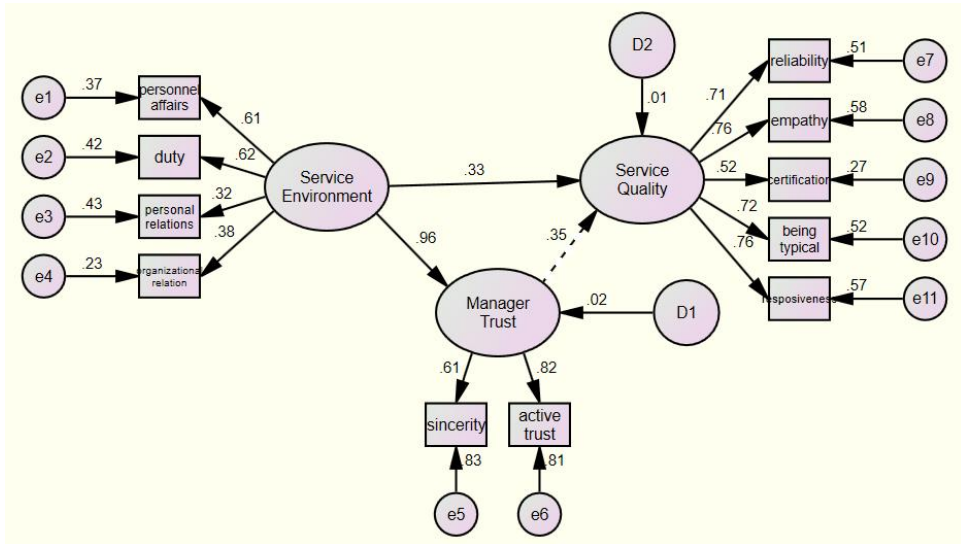 D2
e1
.37
personnel
affairs
.61
e2
.42
duty
.62
e3
.43
personal
relations
.32
e4
.23
organizational
relation
.38
Service
Environment
.33
.96
.01
Service
Quality
.35
Manager
Trust
.02
D1
.61
.82
sincerity
active
trust
.83
.81
e5
e6
.71
reliability
.51
e7
.76
empathy
.58
e8
.52
certification
.27
e9
.72
being
typical
.52
e10
.76
resposiveness
.57
e11